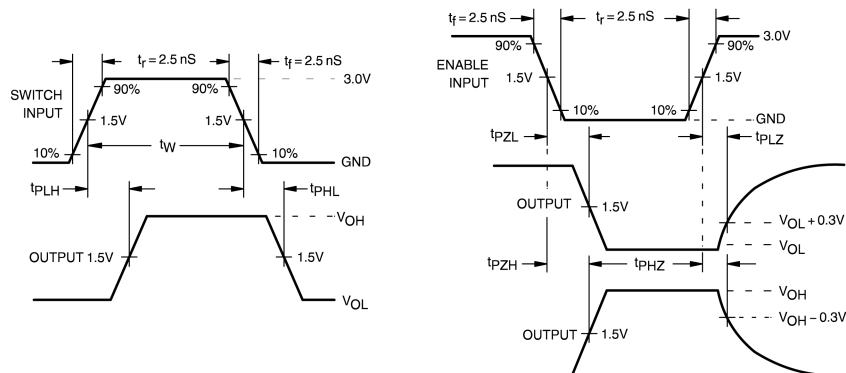 tr = 2.5 nS
tf = 2.5 nS
3.0V
SWITCH
INPUT
90%
90%
1.5V
1.5V
tW
10%
10%
GND
tPLH
tPHL
VOH
OUTPUT 1.5V
1.5V
VOL
tf = 2.5 nS
tr = 2.5 nS
3.0V
90%
90%
ENABLE
INPUT
1.5V
1.5V
10%
10%
GND
tPZL
tPLZ
OUTPUT
1.5V
VOL + 0.3V
VOL
tPZH
tPHZ
VOH
VOH – 0.3V
OUTPUT
1.5V